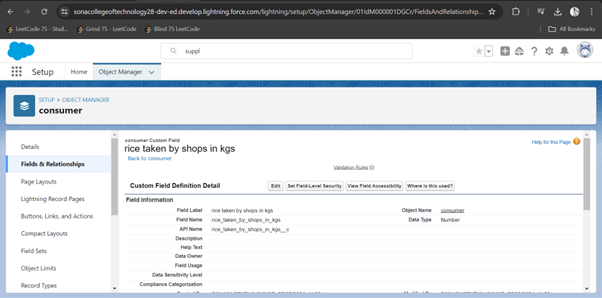 sonacollegeoftechnology28-dev-ed.develop.lightning.force.com/lightning/setup/ObjectManager/01IdM000001DGCr/FieldsAndRelationship...
LeetCode 75 - Stud...
Grind 75 - LeetCode
Blind 75 LeetCode
All Bookmarks
suppl
Setup
Home
Object Manager
SETUP > OBJECT MANAGER
consumer
Details
Fields & Relationships
Page Layouts
Lightning Record Pages
Buttons, Links, and Actions
Compact Layouts
Field Sets
Object Limits
Record Types
consumer Custom Field
rice taken by shops in kgs
Back to consumer
Help for this Page
Validation Rules [0]
Custom Field Definition Detail
Edit
Set Field-Level Security
View Field Accessibility
Where is this used?
Field Information
Field Label rice taken by shops in kgs Object Name consumer
Field Name rice_taken_by_shops_in_kgs Data Type Number
API Name rice_taken_by_shops_in_kgs__c
Description
Help Text
Data Owner
Field Usage
Data Sensitivity Level
Compliance Categorization